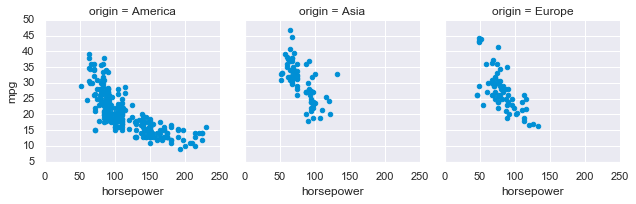 origin = America
origin = Asia
origin = Europe
50
45
40
35
30
25
20
15
10
5
mpg
0 50 100 150 200 250
0 50 100 150 200 250
0 50 100 150 200 250
horsepower
horsepower
horsepower